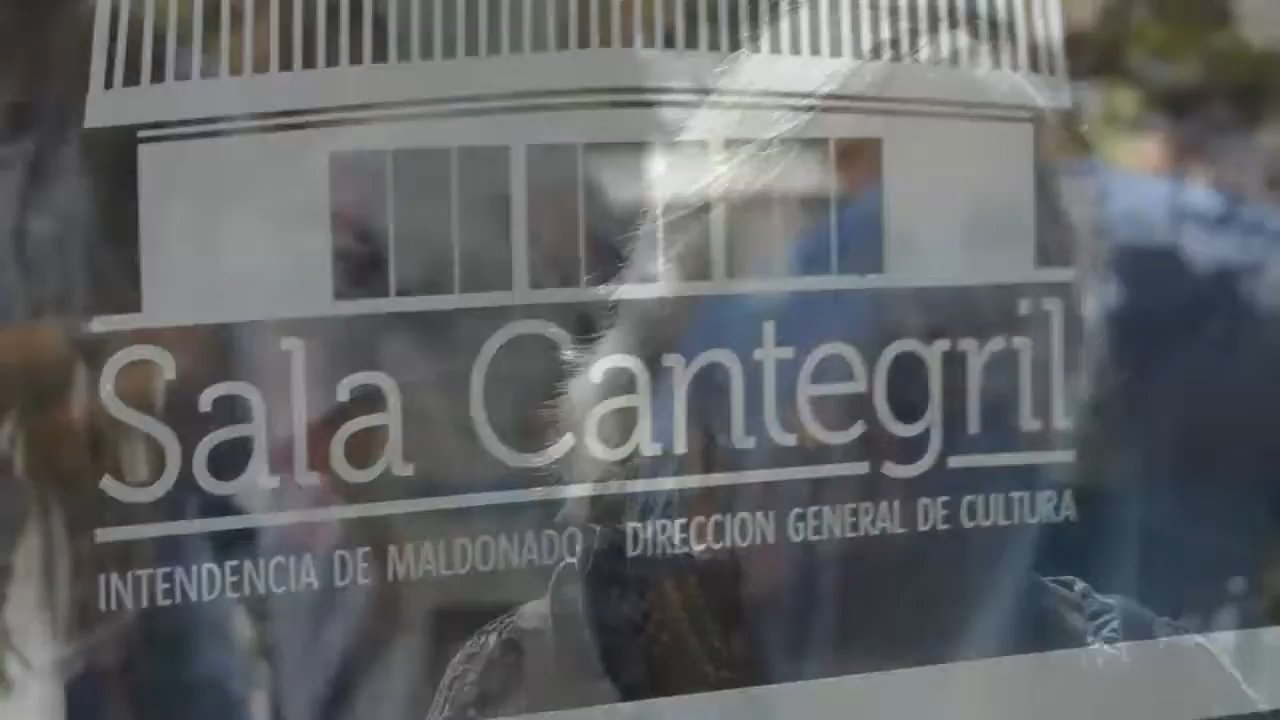 Sala Cantegril
INTENDENCIA DE MALDONADO / DIRECCION GENERAL DE CULTURA